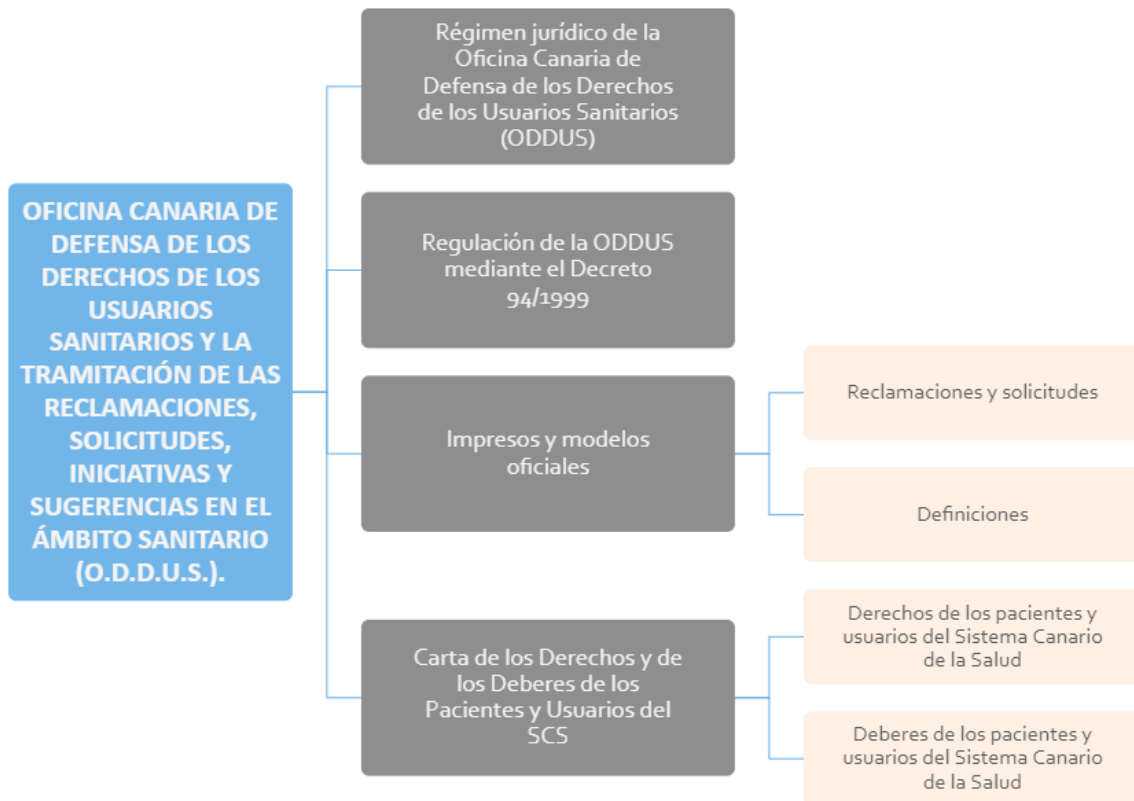 OFICINA CANARIA DE
DEFENSA DE LOS
DERECHOS DE LOS
USUARIOS
SANITARIOS Y LA
TRAMITACIÓN DE LAS
RECLAMACIONES,
SOLICITUDES,
INICIATIVAS Y
SUGERENCIAS EN EL
ÁMBITO SANITARIO
(O.D.D.U.S.).
Régimen jurídico de la
Oficina Canaria de
Defensa de los Derechos
de los Usuarios Sanitarios
(ODDUS)
Regulación de la ODDUS
mediante el Decreto
94/1999
Impresos y modelos
oficiales
Reclamaciones y solicitudes
Definiciones
Carta de los Derechos y de
los Deberes de los
Pacientes y Usuarios del
SCS
Derechos de los pacientes y
usuarios del Sistema Canario
de la Salud
Deberes de los pacientes y
usuarios del Sistema Canario
de la Salud